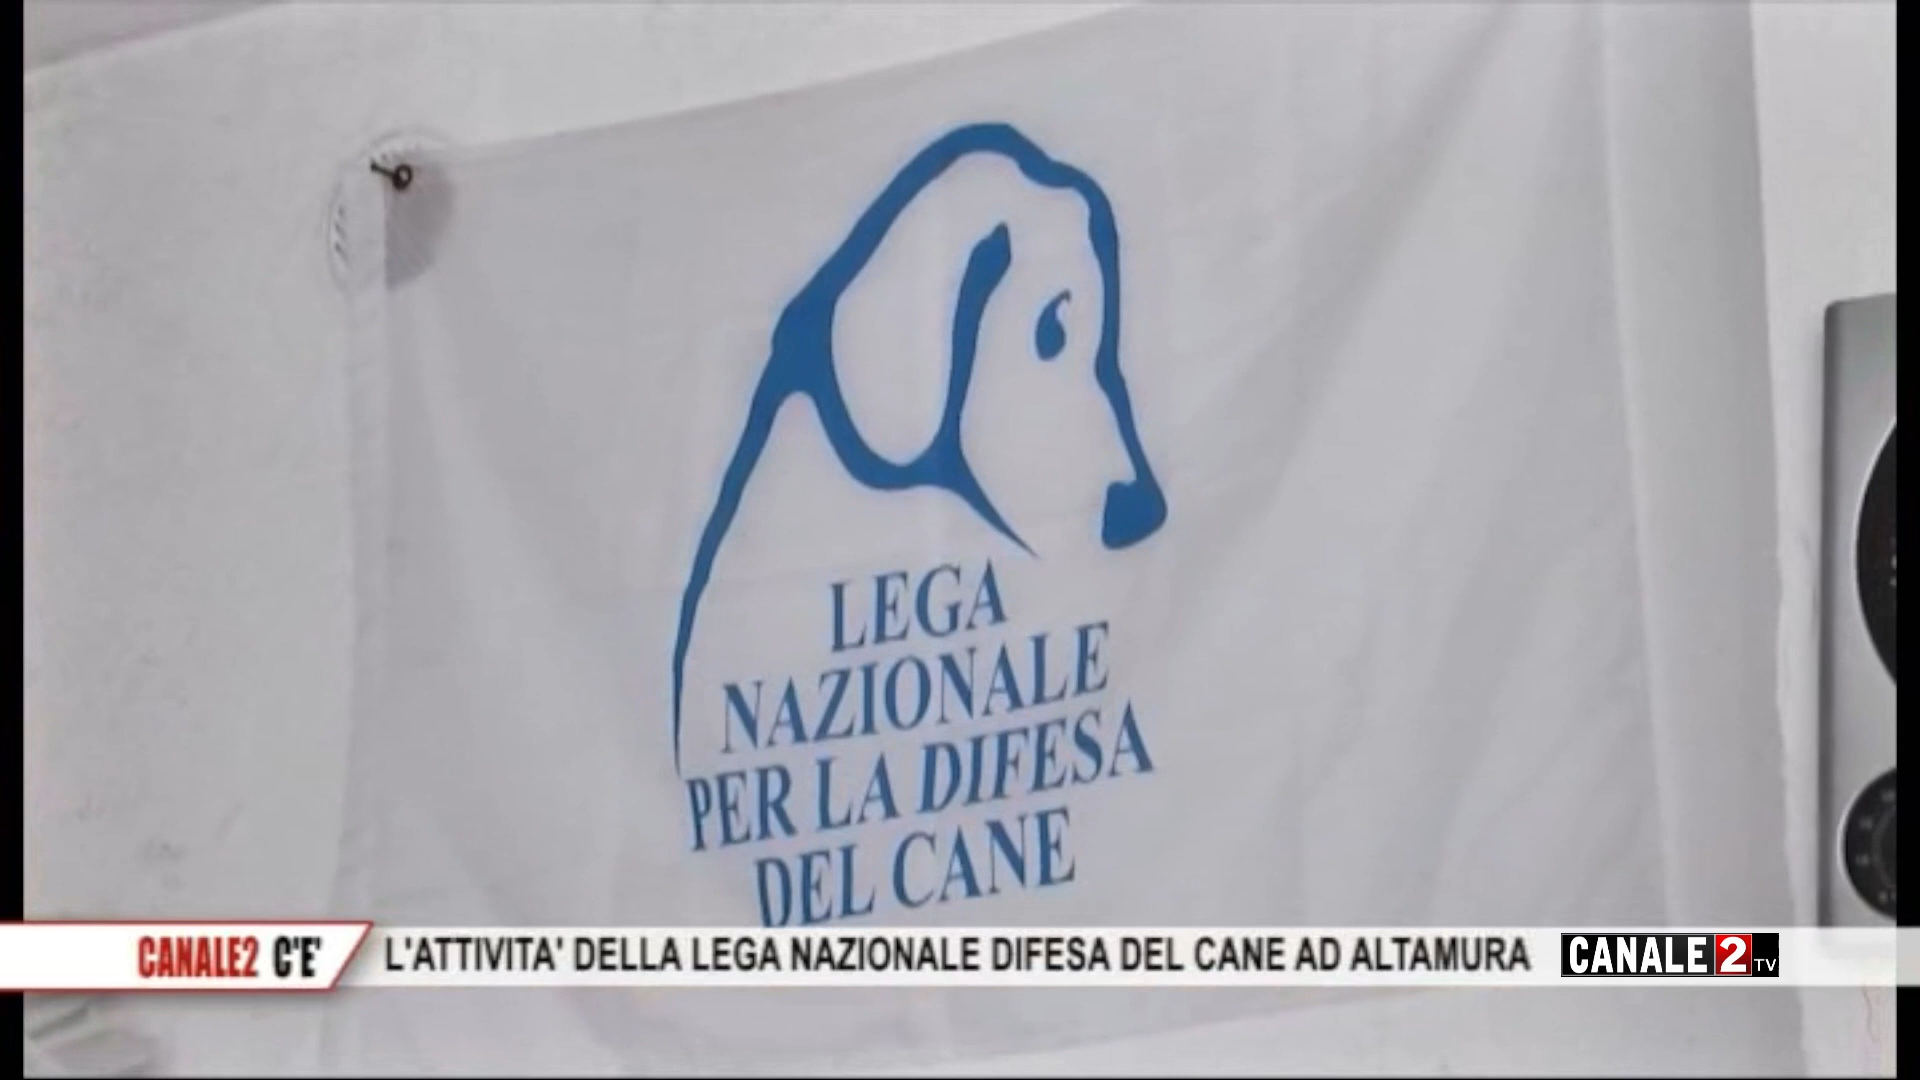 LEGA
NAZIONALE
PER LA DIFESA
DEL CANE
CANALE2 C'E'
L'ATTIVITA' DELLA LEGA NAZIONALE DIFESA DEL CANE AD ALTAMURA
CANALE 2 TV